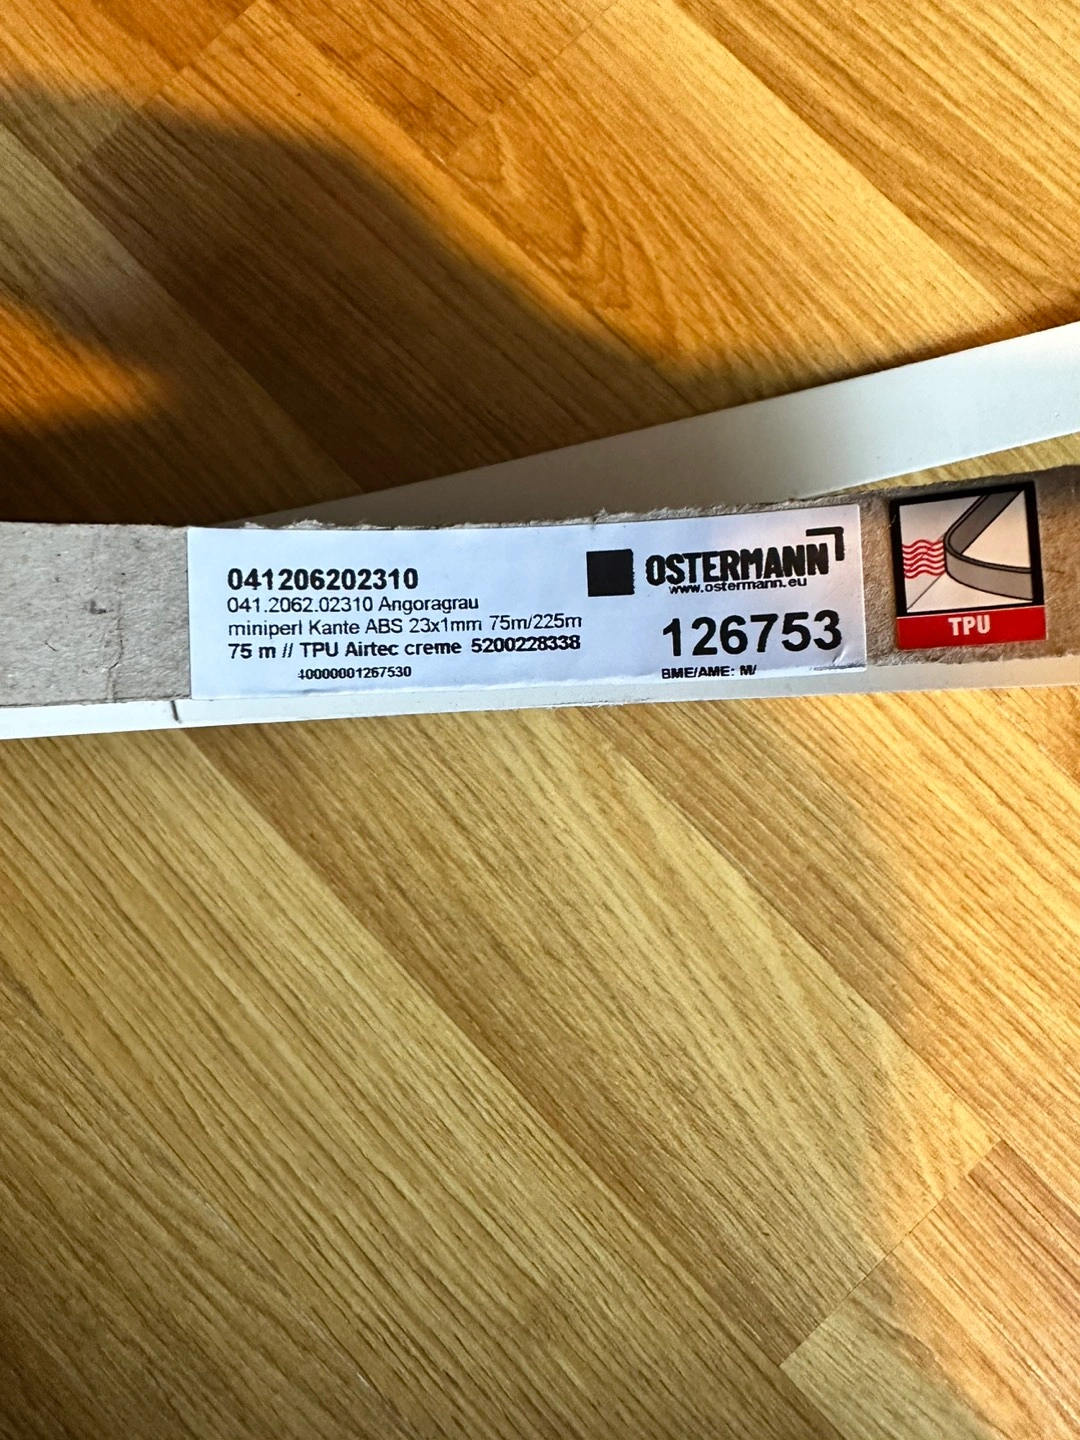 041206202310
041.2062.02310 Angoragrau
miniperl Kante ABS 23x1mm 75m/225m
75 m // TPU Airtec creme 5200228338
40000001267530
OSTERMANN
www.ostermann.eu
126753
BME/AME: M/
TPU